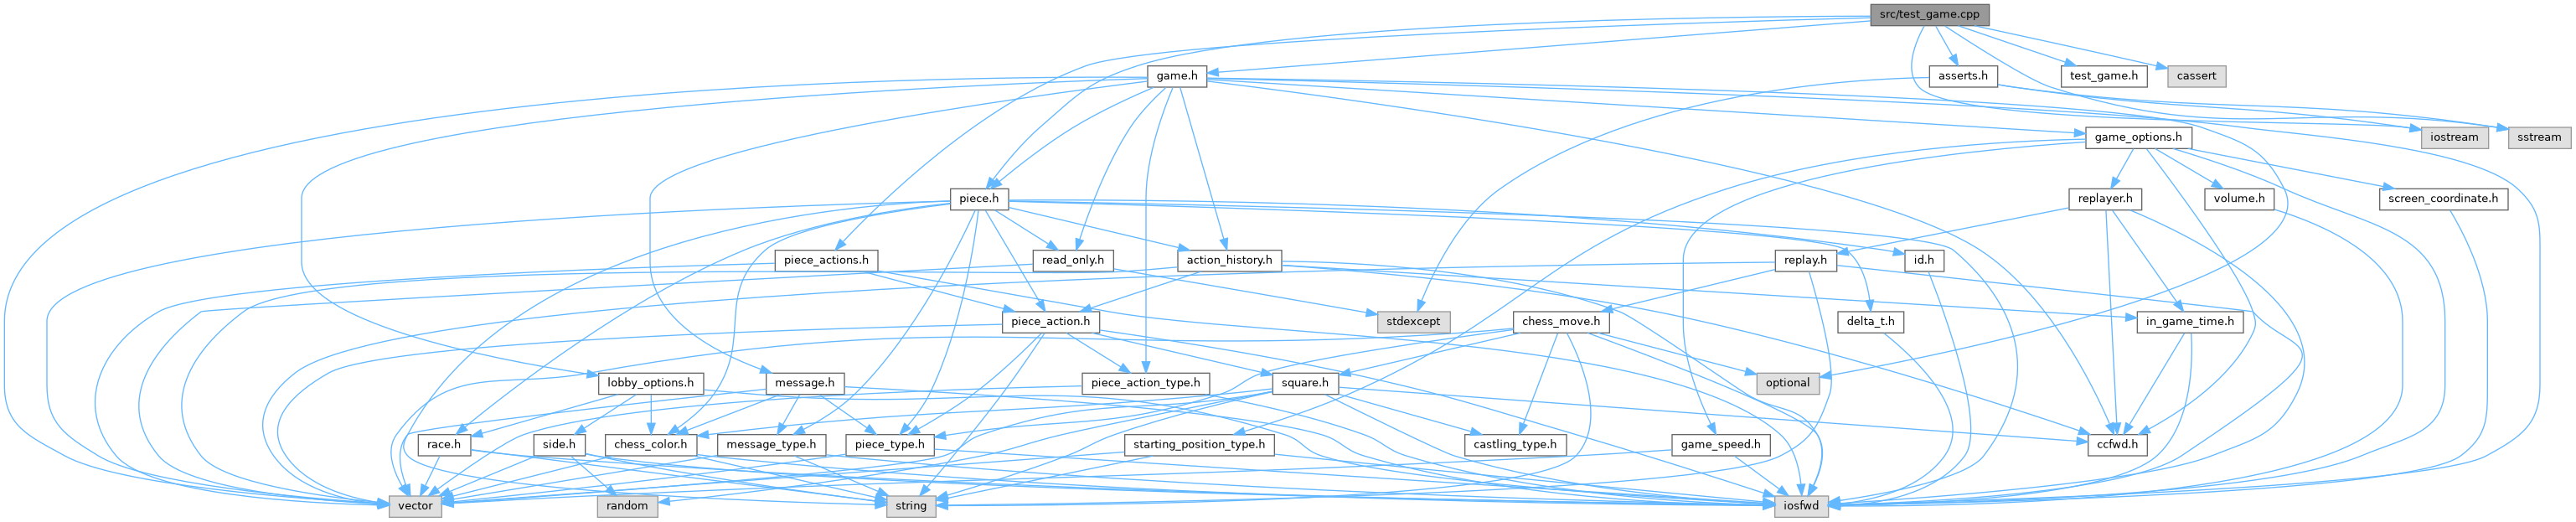 src/test_game.cpp
game.h
asserts.h
test_game.h
cassert
game_options.h
iostream
sstream
piece.h
replayer.h
volume.h
screen_coordinate.h
piece_actions.h
read_only.h
action_history.h
replay.h
id.h
stdexcept
piece_action.h
chess_move.h
delta_t.h
in_game_time.h
lobby_options.h
message.h
piece_action_type.h
square.h
optional
race.h
side.h
chess_color.h
message_type.h
piece_type.h
starting_position_type.h
castling_type.h
game_speed.h
ccfwd.h
vector
random
string
iosfwd